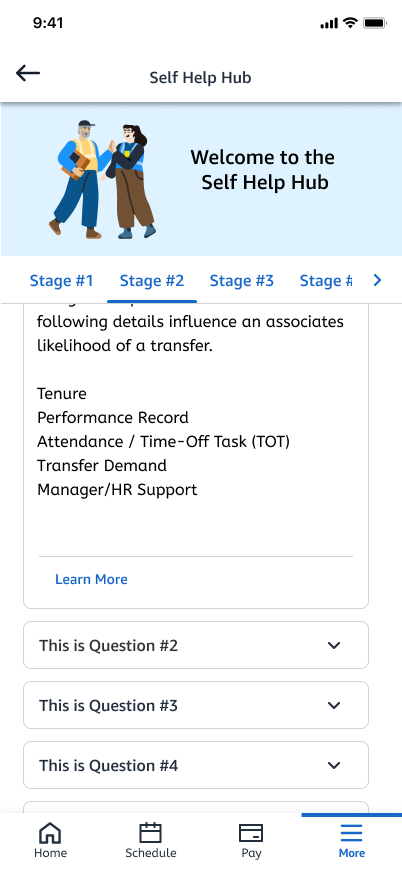 9:41
Self Help Hub
Welcome to the
Self Help Hub
Stage #1 Stage #2 Stage #3 Stage #
following details influence an associates
likelihood of a transfer.
Tenure
Performance Record
Attendance / Time-Off Task (TOT)
Transfer Demand
Manager/HR Support
Learn More
This is Question #2
This is Question #3
This is Question #4
Home Schedule Pay More